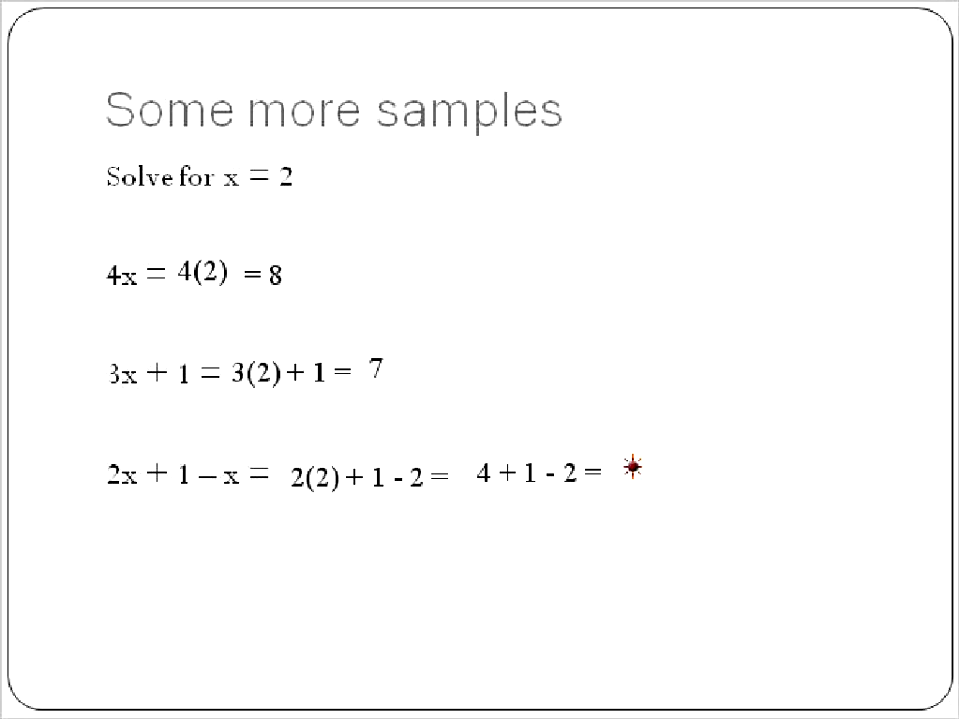 Some more samples
Solve for x = 2
4x = 4(2) = 8
3x + 1 = 3(2) + 1 = 7
2x + 1 – x = 2(2) + 1 - 2 = 4 + 1 - 2 =